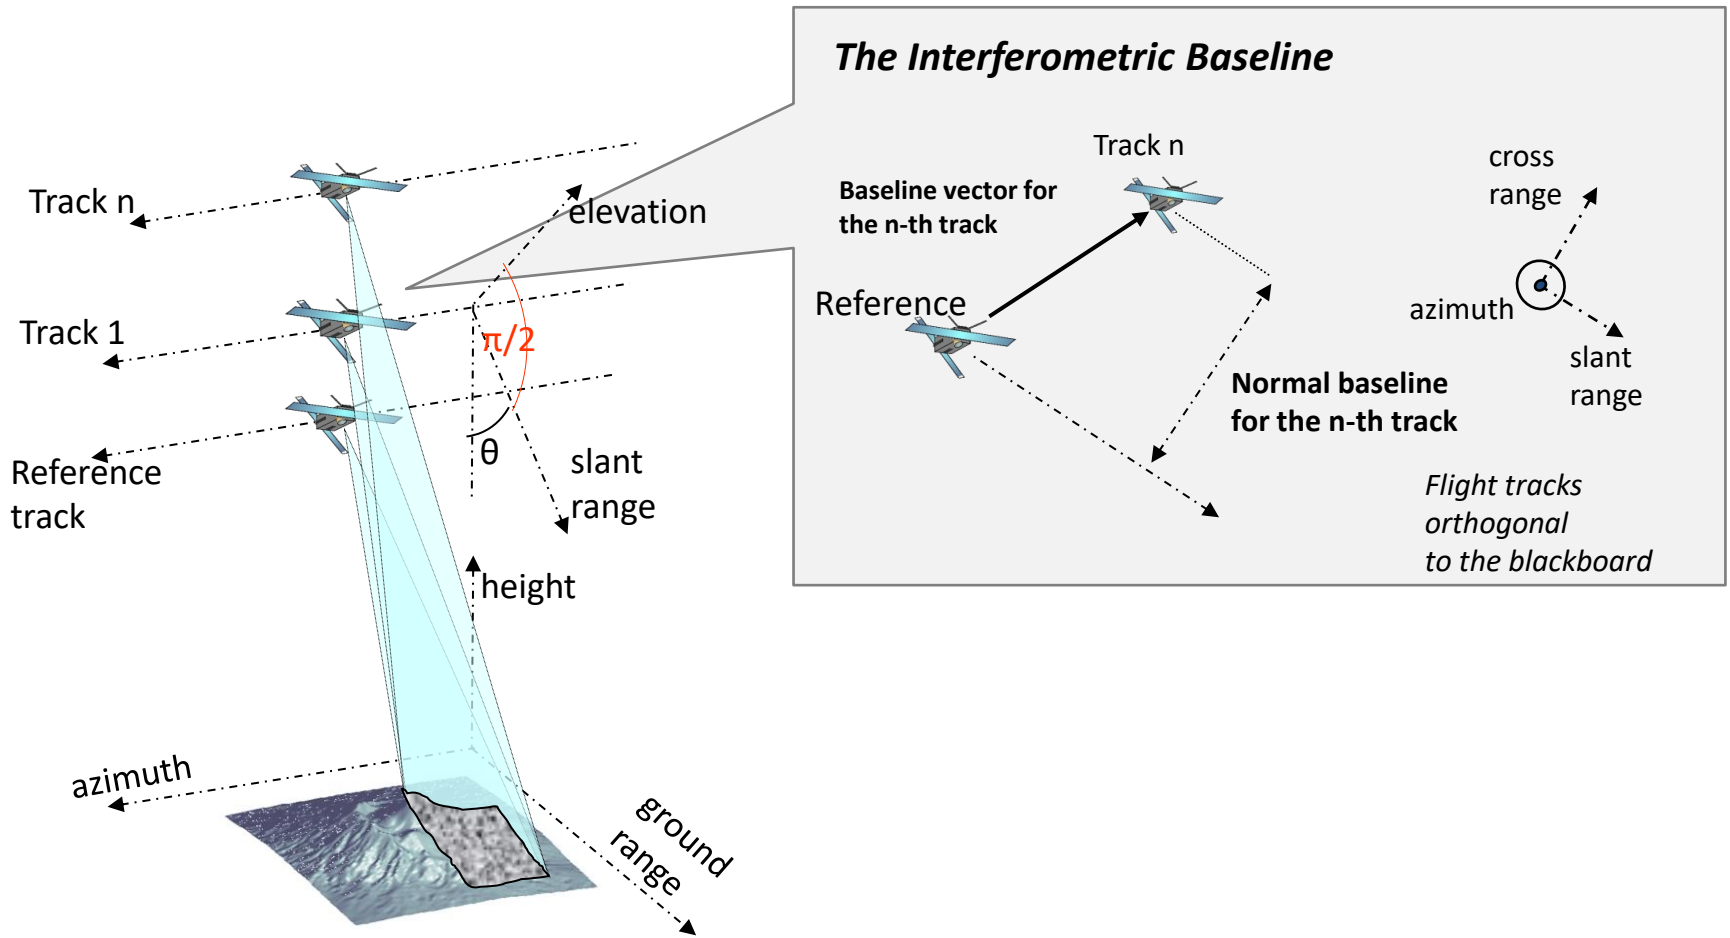 The Interferometric Baseline
Track n
cross
range
Baseline vector for
the n-th track
Reference
azimuth
slant
range
Normal baseline
for the n-th track
Flight tracks
orthogonal
to the blackboard
Track n
elevation
Track 1
π/2
θ
Reference
track
slant
range
height
azimuth
ground
range